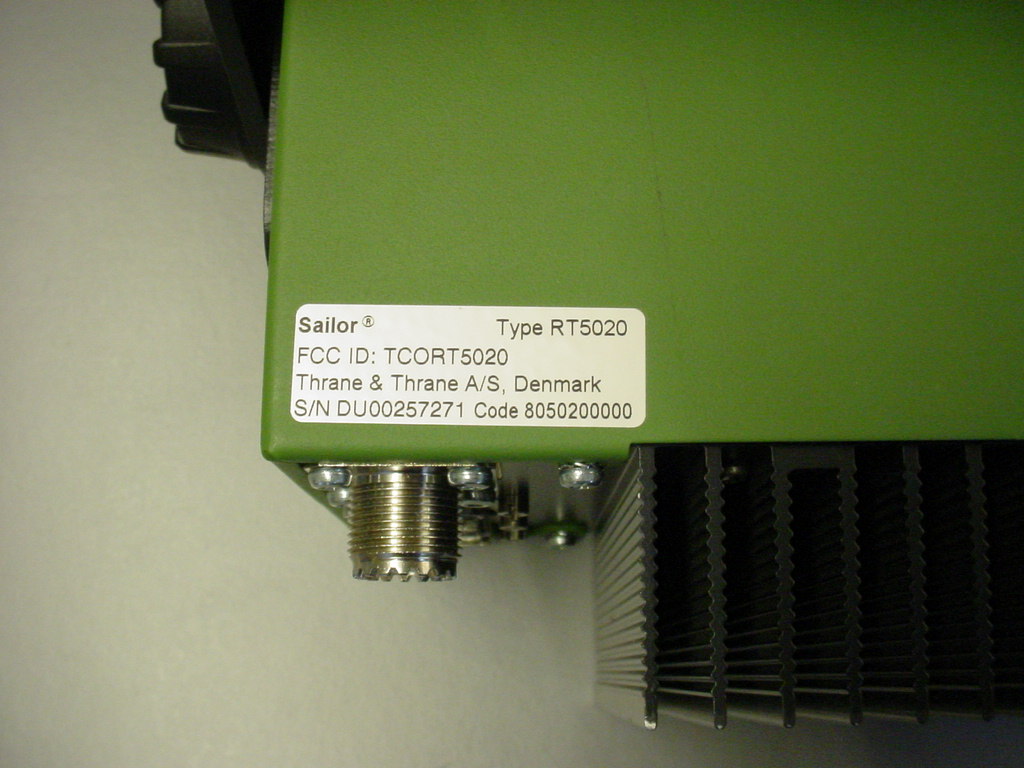 Sailor® Type RT5020
FCC ID: TCORT5020
Thrane & Thrane A/S, Denmark
S/N DU00257271 Code 8050200000